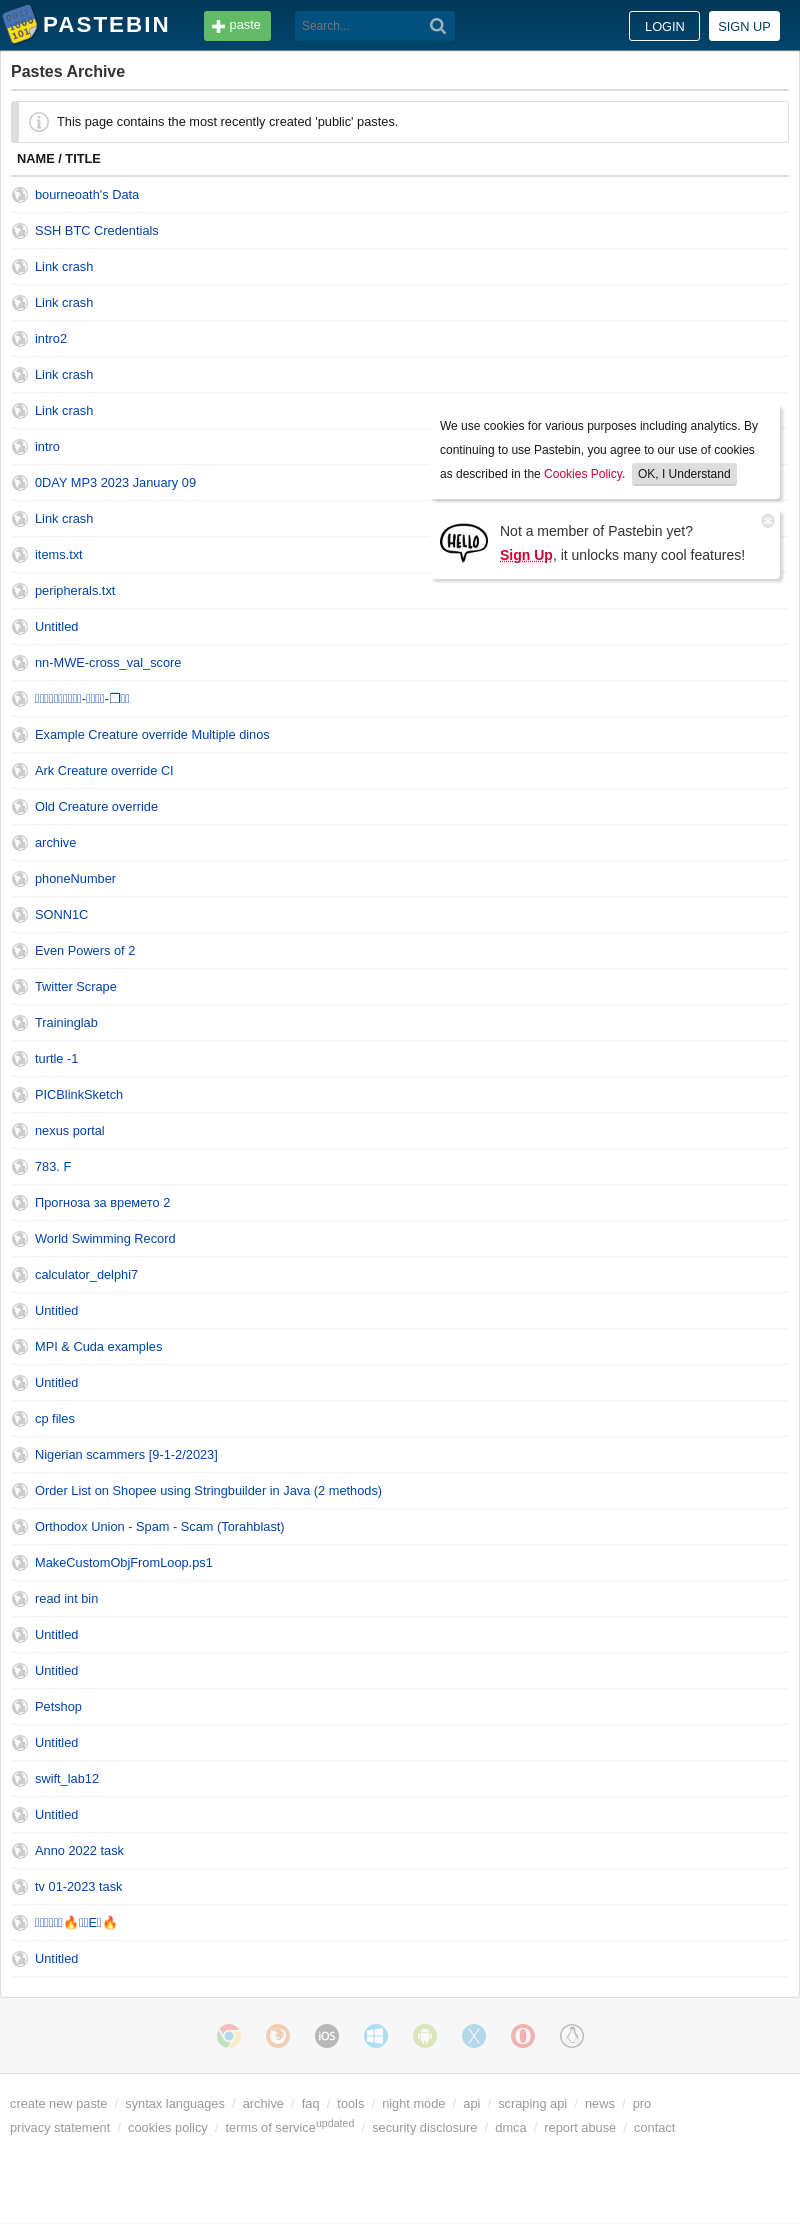 PASTEBIN
paste
Search...
LOGIN
SIGN UP
Pastes Archive
This page contains the most recently created 'public' pastes.
NAME / TITLE
bourneoath's Data
SSH BTC Credentials
Link crash
Link crash
intro2
Link crash
Link crash
We use cookies for various purposes including analytics. By
continuing to use Pastebin, you agree to our use of cookies
as described in the Cookies Policy. OK, I Understand
intro
0DAY MP3 2023 January 09
Link crash
Not a member of Pastebin yet?
Sign Up, it unlocks many cool features!
HELLO
items.txt
peripherals.txt
Untitled
nn-MWE-cross_val_score
Example Creature override Multiple dinos
Ark Creature override CI
Old Creature override
archive
phoneNumber
SONN1C
Even Powers of 2
Twitter Scrape
Traininglab
turtle -1
PICBlinkSketch
nexus portal
783. F
Прогноза за времето 2
World Swimming Record
calculator_delphi7
Untitled
MPI & Cuda examples
Untitled
cp files
Nigerian scammers [9-1-2/2023]
Order List on Shopee using Stringbuilder in Java (2 methods)
Orthodox Union - Spam - Scam (Torahblast)
MakeCustomObjFromLoop.ps1
read int bin
Untitled
Untitled
Petshop
Untitled
swift_lab12
Untitled
Anno 2022 task
tv 01-2023 task
Untitled
iOS
create new paste / syntax languages / archive / faq / tools / night mode / api / scraping api / news / pro
privacy statement / cookies policy / terms of service updated / security disclosure / dmca / report abuse / contact